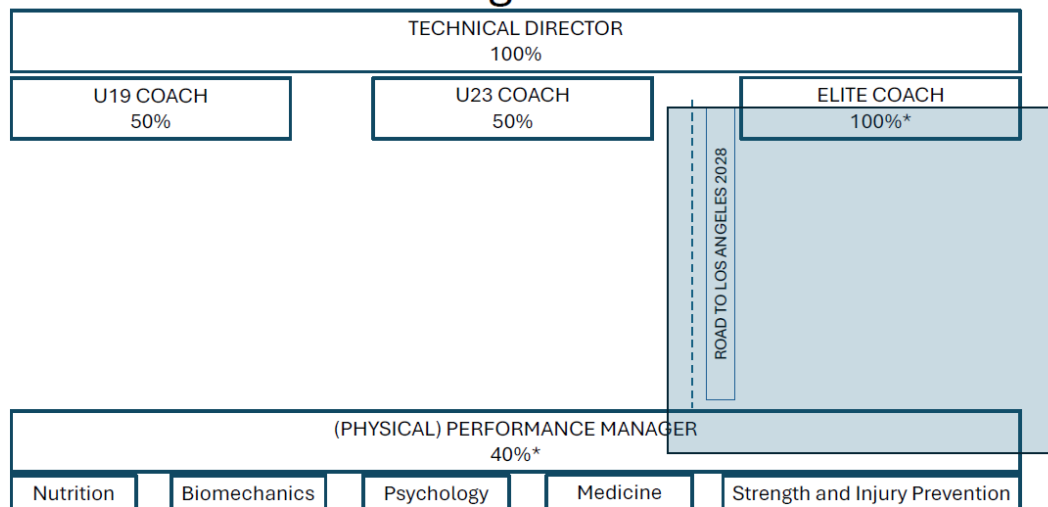 TECHNICAL DIRECTOR
100%
U19 COACH
50%
U23 COACH
50%
ELITE COACH
100%*
ROAD TO LOS ANGELES 2028
(PHYSICAL) PERFORMANCE MANAGER
40%*
Nutrition
Biomechanics
Psychology
Medicine
Strength and Injury Prevention